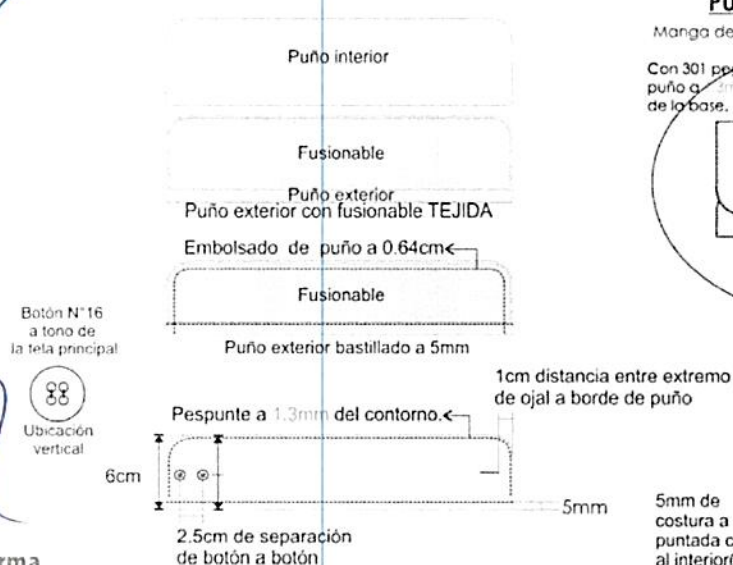 Puño interior
Fusionable
Puño exterior
Puño exterior con fusionable TEJIDA
Embolsado de puño a 0.64cm
Fusionable
Puño exterior bastillado a 5mm
Botón N°16
a tono de
la tela principal
Ubicación
vertical
1cm distancia entre extremo
de ojal a borde de puño
Pespunte a 1.3mm del contorno.
6cm
5mm
2.5cm de separación
de botón a botón
Manga de
Con 301
puño a
de la base.
5mm de
costura a
puntada
al